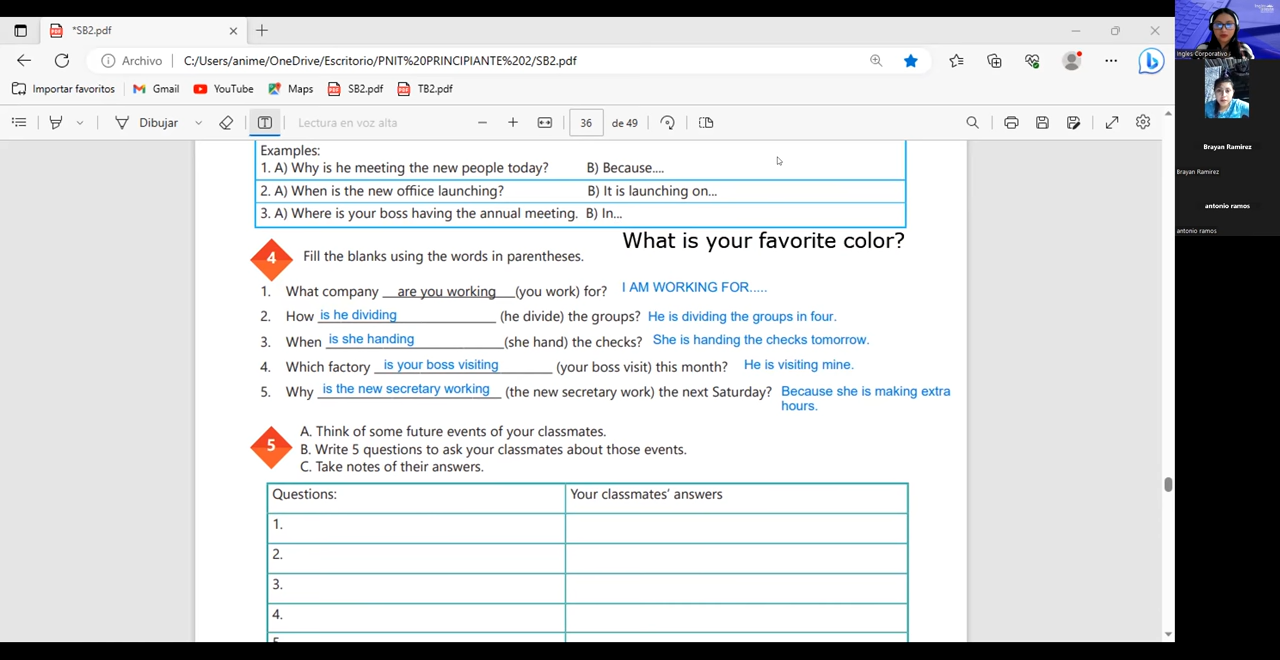 *SB2.pdf
Archivo
C:/Users/anime/OneDrive/Escritorio/PNIT%20PRINCIPIANTE%202/SB2.pdf
Importar favoritos
Gmail
YouTube
Maps
SB2.pdf
TB2.pdf
Dibujar
Lectura en voz alta
36
de 49
Examples:
1. A) Why is he meeting the new people today? B) Because....
2. A) When is the new offiice launching? B) It is launching on...
3. A) Where is your boss having the annual meeting. B) In...
What is your favorite color?
4 Fill the blanks using the words in parentheses.
1. What company __are you working__(you work) for? I AM WORKING FOR.....
2. How is he dividing (he divide) the groups? He is dividing the groups in four.
3. When is she handing (she hand) the checks? She is handing the checks tomorrow.
4. Which factory is your boss visiting (your boss visit) this month? He is visiting mine.
5. Why is the new secretary working (the new secretary work) the next Saturday? Because she is making extra
hours.
5
A. Think of some future events of your classmates.
B. Write 5 questions to ask your classmates about those events.
C. Take notes of their answers.
Questions: Your classmates' answers
1.
2.
3.
4.
Ingles Corporativo
Brayan Ramirez
Brayan Ramirez
antonio ramos
antonio ramos